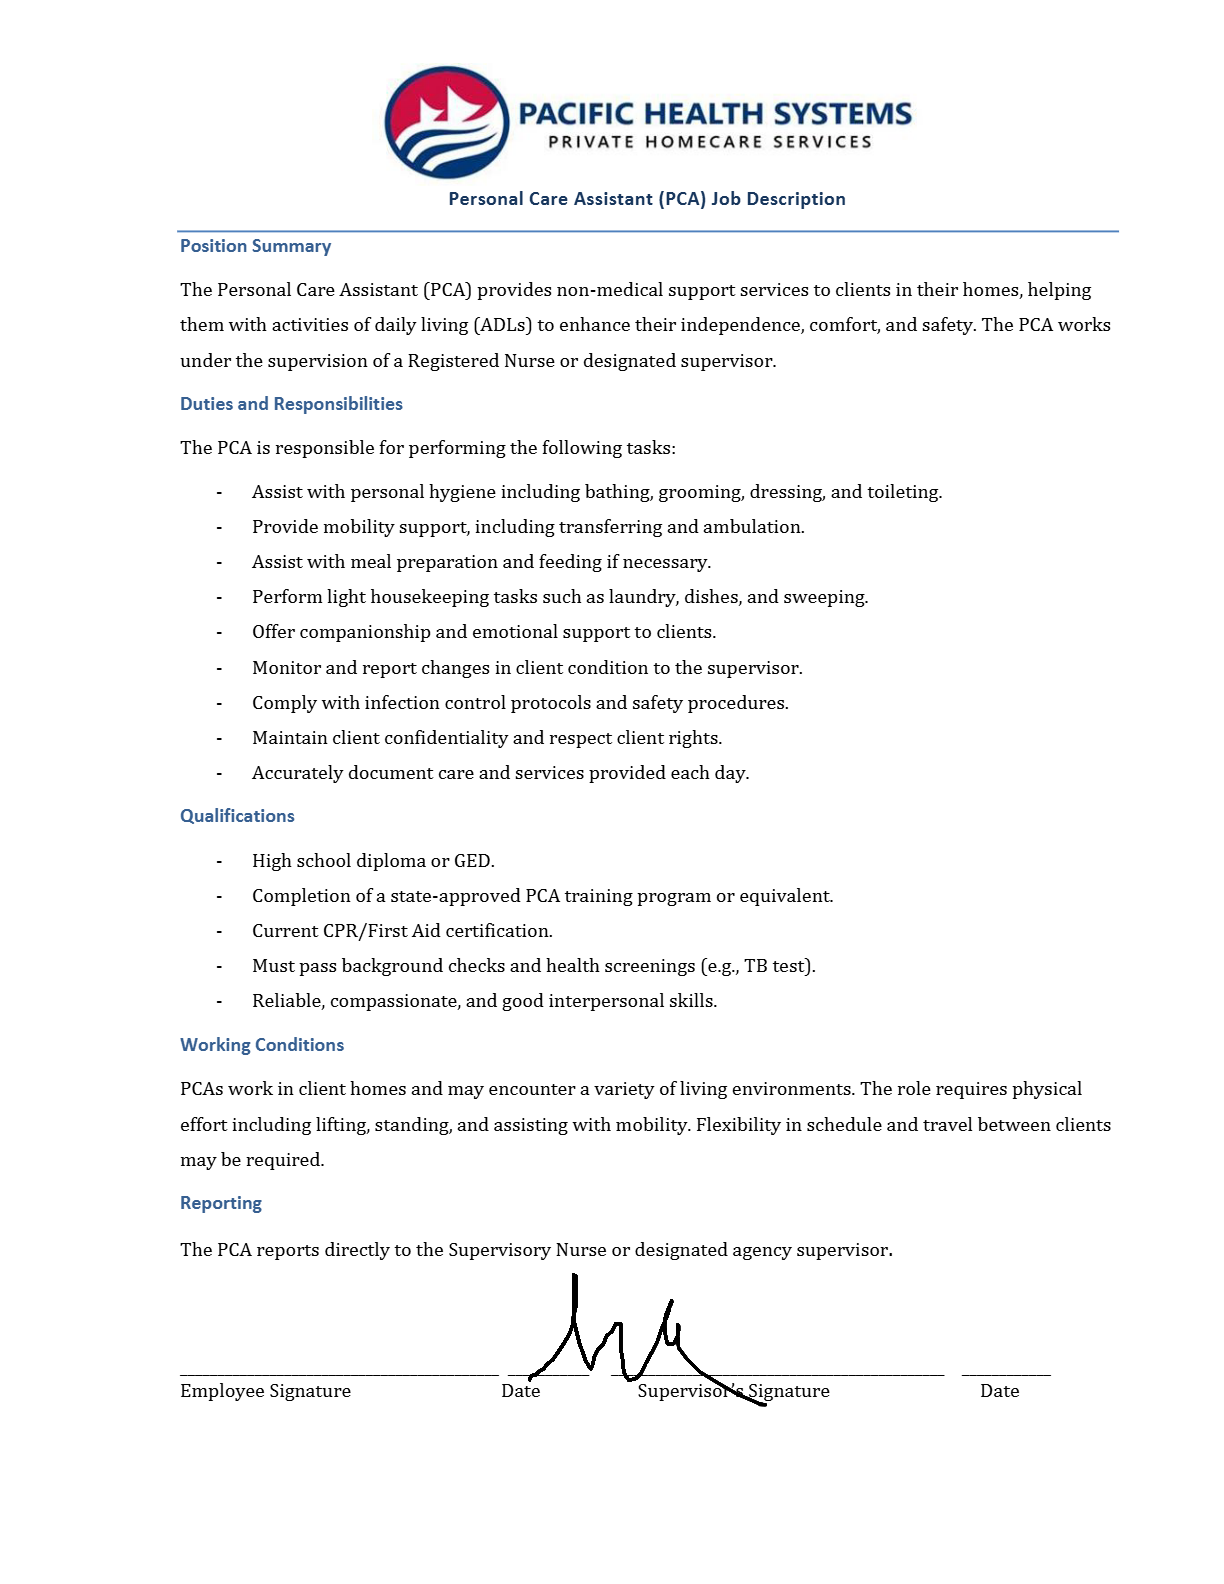 PACIFIC HEALTH SYSTEMS
PRIVATE HOMECARE SERVICES
Personal Care Assistant (PCA) Job Description
Position Summary
The Personal Care Assistant (PCA) provides non-medical support services to clients in their homes, helping
them with activities of daily living (ADLs) to enhance their independence, comfort, and safety. The PCA works
under the supervision of a Registered Nurse or designated supervisor.
Duties and Responsibilities
The PCA is responsible for performing the following tasks:
- Assist with personal hygiene including bathing, grooming, dressing, and toileting.
- Provide mobility support, including transferring and ambulation.
- Assist with meal preparation and feeding if necessary.
- Perform light housekeeping tasks such as laundry, dishes, and sweeping.
- Offer companionship and emotional support to clients.
- Monitor and report changes in client condition to the supervisor.
- Comply with infection control protocols and safety procedures.
- Maintain client confidentiality and respect client rights.
- Accurately document care and services provided each day.
Qualifications
- High school diploma or GED.
- Completion of a state-approved PCA training program or equivalent.
- Current CPR/First Aid certification.
- Must pass background checks and health screenings (e.g., TB test).
- Reliable, compassionate, and good interpersonal skills.
Working Conditions
PCAs work in client homes and may encounter a variety of living environments. The role requires physical
effort including lifting, standing, and assisting with mobility. Flexibility in schedule and travel between clients
may be required.
Reporting
The PCA reports directly to the Supervisory Nurse or designated agency supervisor.
Employee Signature Date Supervisor's Signature Date